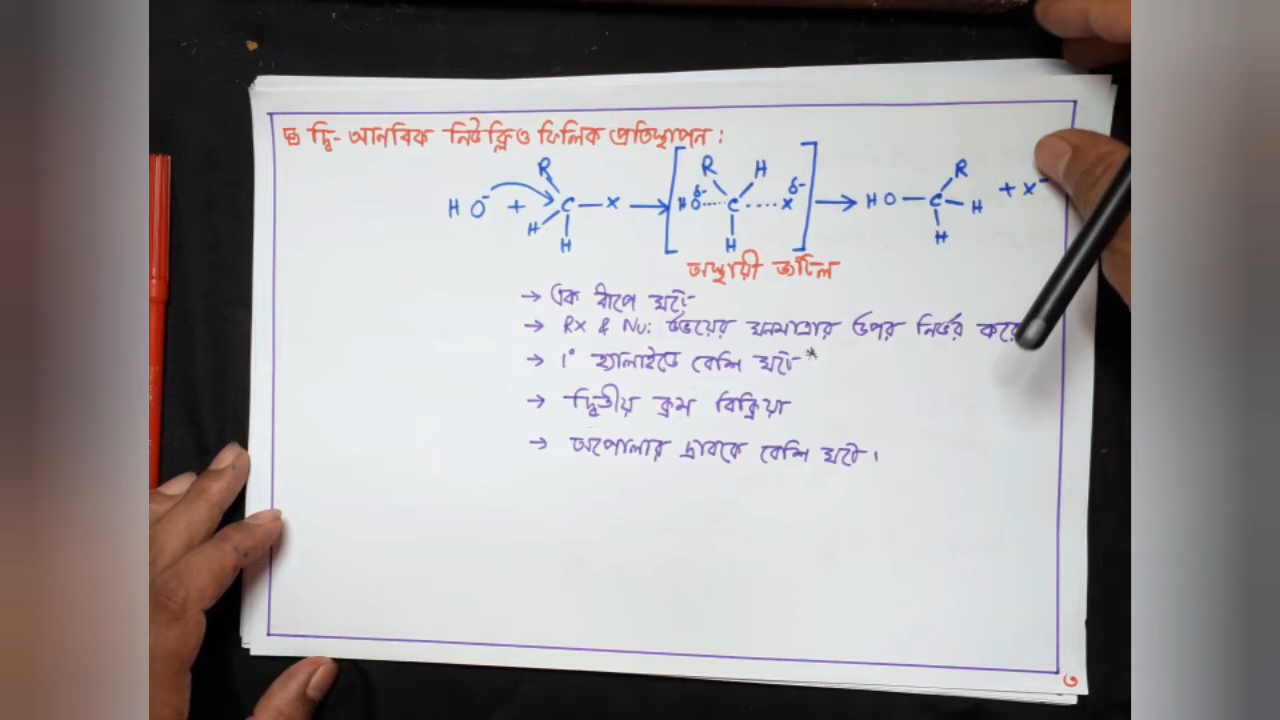 দ্বি- আনবিক নিউক্লিওফিলিক প্রতিস্থাপন :
HO⁻ + R H H C — X → [ R H HO δ- ····· C ····· X δ- H ] → HO — C R H H + X⁻
অস্থায়ী জটিল
→ এক ধাপে ঘটে
→ RX & Nu: উভয়ের ঘনমাত্রার উপর নির্ভর করে
→ 1° হ্যালাইডে বেশি ঘটে *
→ দ্বিতীয় ক্রম বিক্রিয়া
→ অপোলার দ্রাবকে বেশি ঘটে।
৩